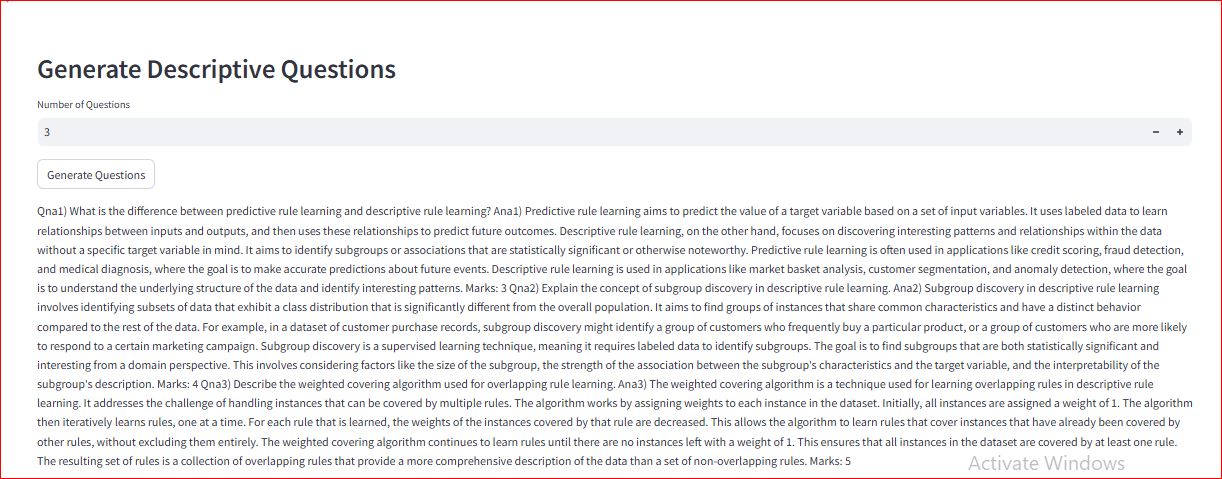 Generate Descriptive Questions
Number of Questions
3
Generate Questions
Qna1) What is the difference between predictive rule learning and descriptive rule learning? Ana1) Predictive rule learning aims to predict the value of a target variable based on a set of input variables. It uses labeled data to learn
relationships between inputs and outputs, and then uses these relationships to predict future outcomes. Descriptive rule learning, on the other hand, focuses on discovering interesting patterns and relationships within the data
without a specific target variable in mind. It aims to identify subgroups or associations that are statistically significant or otherwise noteworthy. Predictive rule learning is often used in applications like credit scoring, fraud detection,
and medical diagnosis, where the goal is to make accurate predictions about future events. Descriptive rule learning is used in applications like market basket analysis, customer segmentation, and anomaly detection, where the goal
is to understand the underlying structure of the data and identify interesting patterns. Marks: 3 Qna2) Explain the concept of subgroup discovery in descriptive rule learning. Ana2) Subgroup discovery in descriptive rule learning
involves identifying subsets of data that exhibit a class distribution that is significantly different from the overall population. It aims to find groups of instances that share common characteristics and have a distinct behavior
compared to the rest of the data. For example, in a dataset of customer purchase records, subgroup discovery might identify a group of customers who frequently buy a particular product, or a group of customers who are more likely
to respond to a certain marketing campaign. Subgroup discovery is a supervised learning technique, meaning it requires labeled data to identify subgroups. The goal is to find subgroups that are both statistically significant and
interesting from a domain perspective. This involves considering factors like the size of the subgroup, the strength of the association between the subgroup's characteristics and the target variable, and the interpretability of the
subgroup's description. Marks: 4 Qna3) Describe the weighted covering algorithm used for overlapping rule learning. Ana3) The weighted covering algorithm is a technique used for learning overlapping rules in descriptive rule
learning. It addresses the challenge of handling instances that can be covered by multiple rules. The algorithm works by assigning weights to each instance in the dataset. Initially, all instances are assigned a weight of 1. The algorithm
then iteratively learns rules, one at a time. For each rule that is learned, the weights of the instances covered by that rule are decreased. This allows the algorithm to learn rules that cover instances that have already been covered by
other rules, without excluding them entirely. The weighted covering algorithm continues to learn rules until there are no instances left with a weight of 1. This ensures that all instances in the dataset are covered by at least one rule.
The resulting set of rules is a collection of overlapping rules that provide a more comprehensive description of the data than a set of non-overlapping rules. Marks: 5
Activate Windows